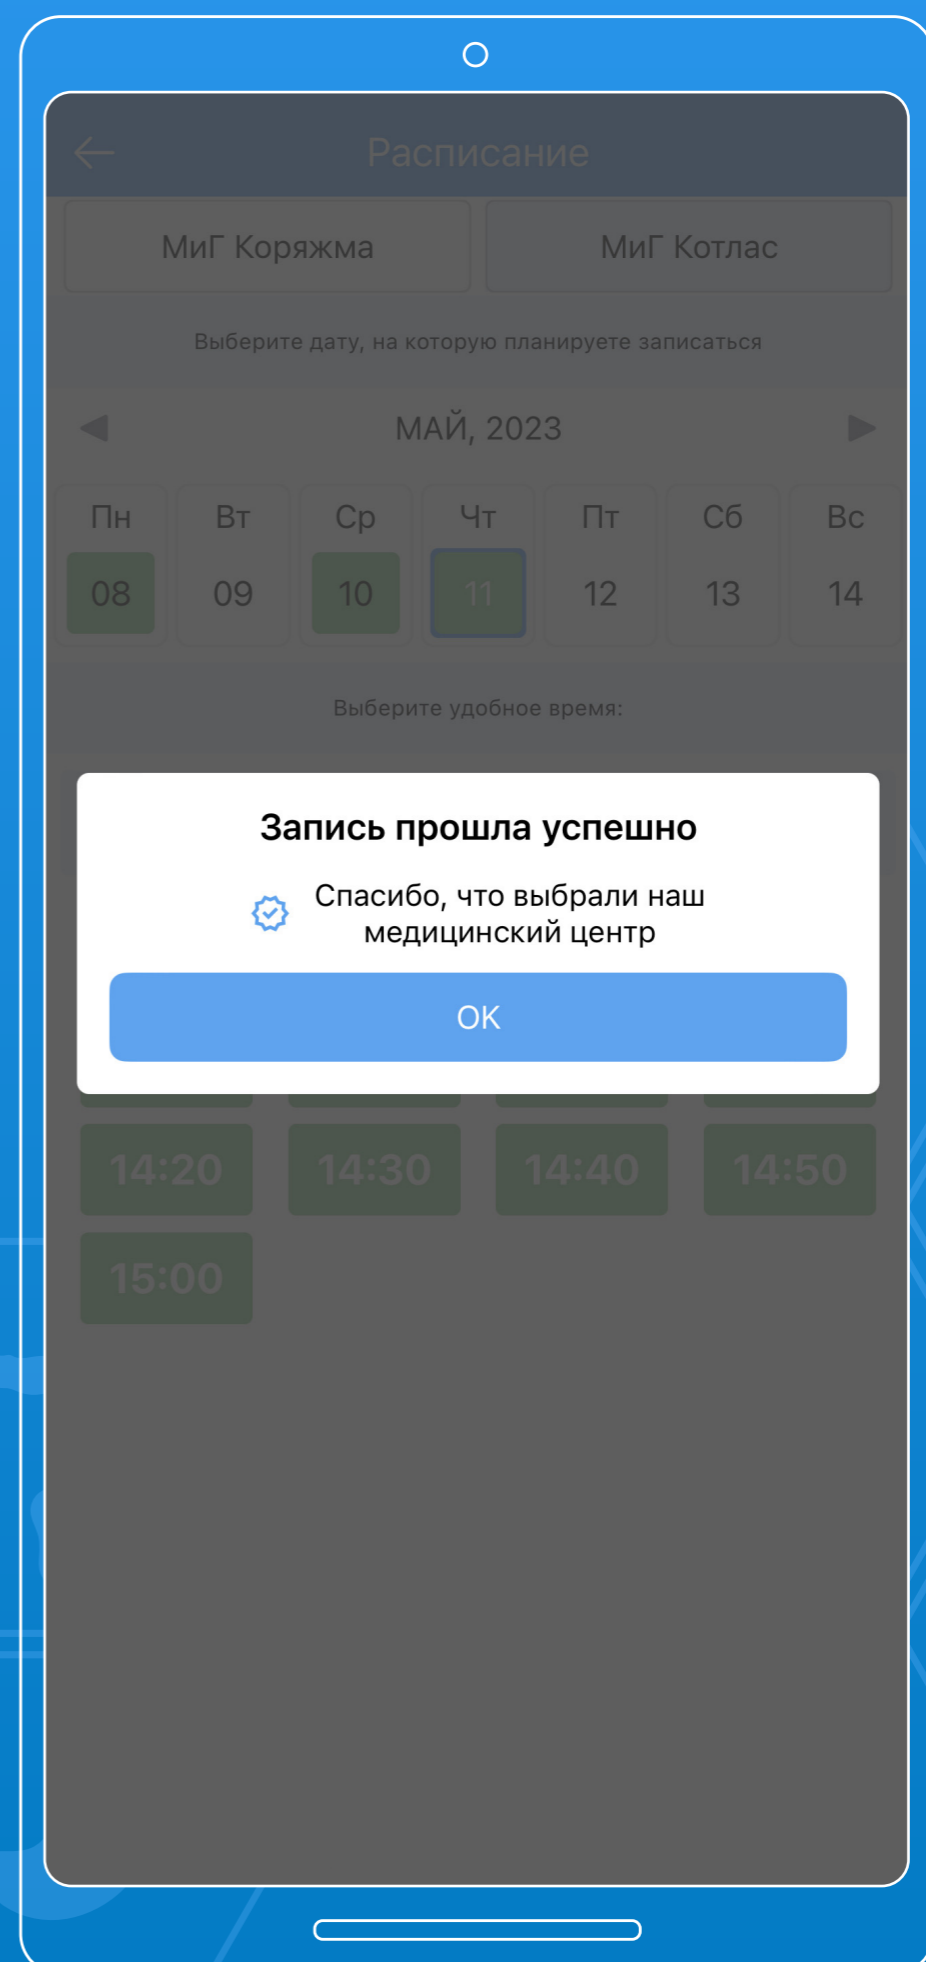 Расписание
МиГ Коряжма
МиГ Котлас
Выберите дату, на которую планируете записаться
МАЙ, 2023
Пн Вт Ср Чт Пт Сб Вс
08 09 10 11 12 13 14
Выберите удобное время:
Запись прошла успешно
Спасибо, что выбрали наш
медицинский центр
OK
14:20 14:30 14:40 14:50
15:00